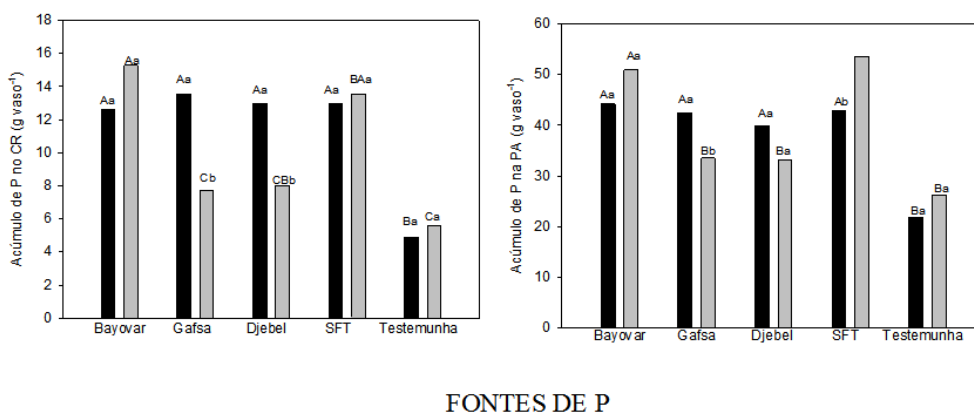 Acúmulo de P no CR (g vaso-1)
18
16
14
12
10
8
6
4
2
0
Aa Aa Aa Cb Aa CBb Aa BAa Ba Ca
Bayovar Gafsa Djebel SFT Testemunha
Acúmulo de P na PA (g vaso-1)
60
50
40
30
20
10
0
Aa Aa Aa Bb Aa Ba Ab Ba Ba
Bayovar Gafsa Djebel SFT Testemunha
FONTES DE P